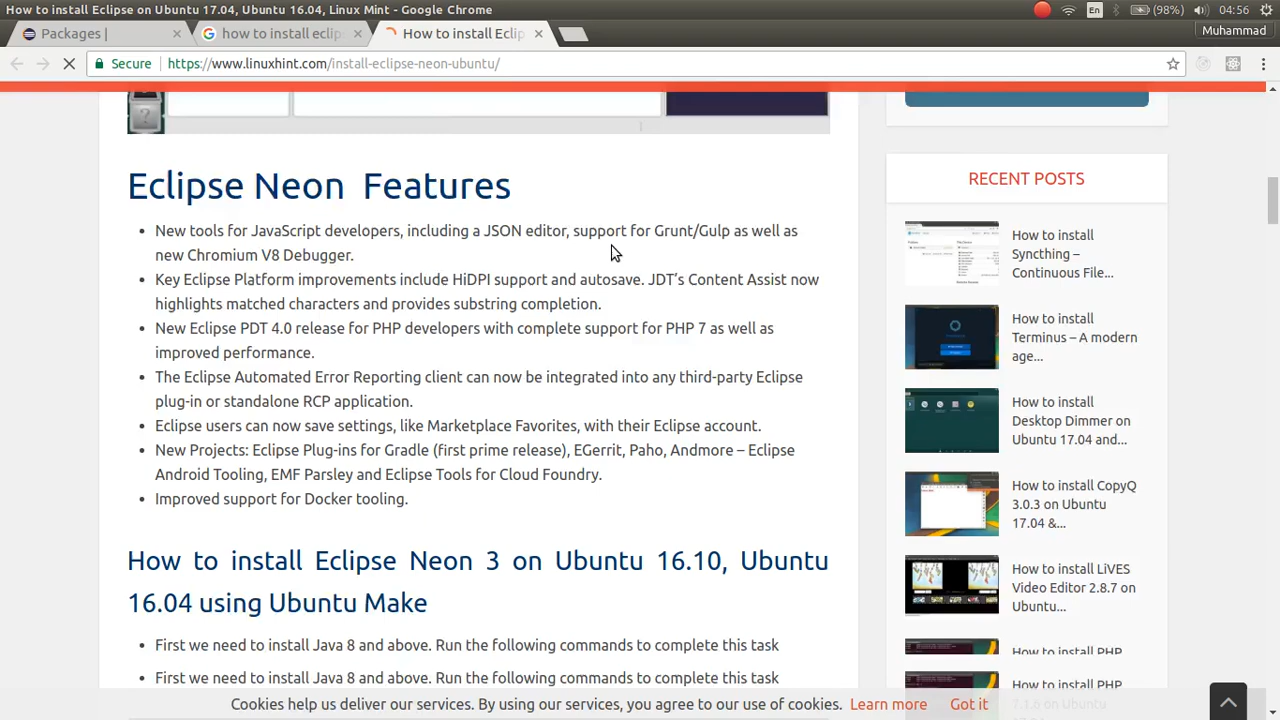 How to install Eclipse on Ubuntu 17.04, Ubuntu 16.04, Linux Mint - Google Chrome
En
(98%)
04:56
Packages |
how to install eclip
How to install Eclip
Muhammad
Secure
https://www.linuxhint.com/install-eclipse-neon-ubuntu/
Eclipse Neon Features
• New tools for JavaScript developers, including a JSON editor, support for Grunt/Gulp as well as
new Chromium V8 Debugger.
• Key Eclipse Platform improvements include HiDPI support and autosave. JDT’s Content Assist now
highlights matched characters and provides substring completion.
• New Eclipse PDT 4.0 release for PHP developers with complete support for PHP 7 as well as
improved performance.
• The Eclipse Automated Error Reporting client can now be integrated into any third-party Eclipse
plug-in or standalone RCP application.
• Eclipse users can now save settings, like Marketplace Favorites, with their Eclipse account.
• New Projects: Eclipse Plug-ins for Gradle (first prime release), EGerrit, Paho, Andmore – Eclipse
Android Tooling, EMF Parsley and Eclipse Tools for Cloud Foundry.
• Improved support for Docker tooling.
How to install Eclipse Neon 3 on Ubuntu 16.10, Ubuntu
16.04 using Ubuntu Make
• First we need to install Java 8 and above. Run the following commands to complete this task
• First we need to install Java 8 and above. Run the following commands to complete this task
RECENT POSTS
How to install
Syncthing –
Continuous File...
How to install
Terminus – A modern
age...
How to install
Desktop Dimmer on
Ubuntu 17.04 and...
How to install CopyQ
3.0.3 on Ubuntu
17.04 &...
How to install LiVES
Video Editor 2.8.7 on
Ubuntu...
How to install PHP
How to install PHP
Cookies help us deliver our services. By using our services, you agree to our use of cookies.
Learn more
Got it